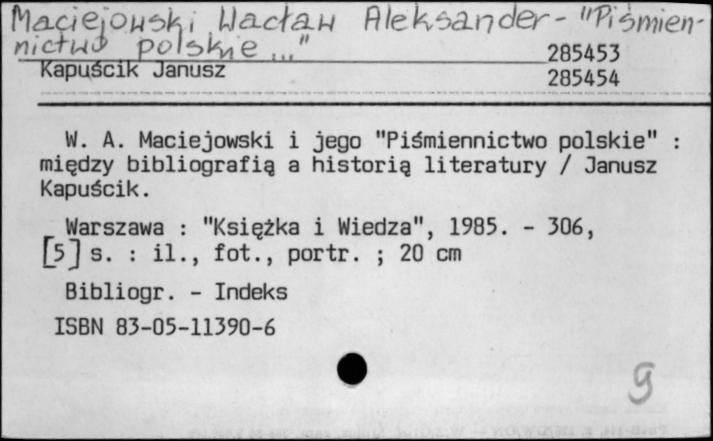 Maciejowski Wacław Aleksander - "Piśmien-
nictwo polskie..."
285453
Kapuścik Janusz
285454
W. A. Maciejowski i jego "Piśmiennictwo polskie" :
między bibliografią a historią literatury / Janusz
Kapuścik.
Warszawa : "Książka i Wiedza", 1985. - 306,
[5] s. : il., fot., portr. ; 20 cm
Bibliogr. - Indeks
ISBN 83-05-11390-6
g